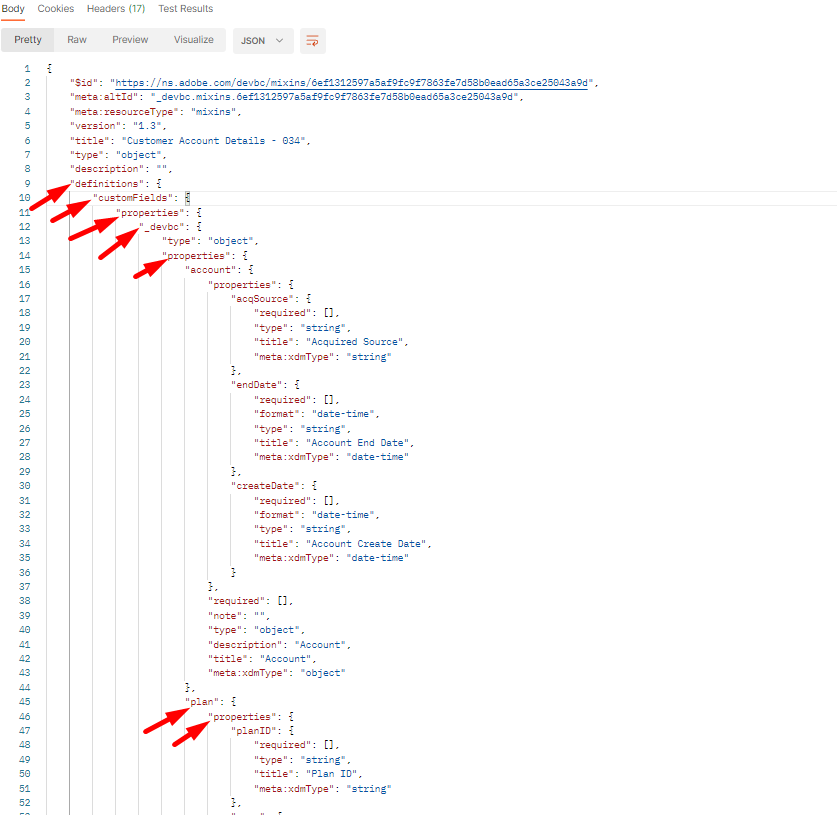 Body Cookies Headers (17) Test Results
Pretty Raw Preview Visualize JSON
1 {
2 "$id": "https://ns.adobe.com/devbc/mixins/6ef1312597a5af9fc9f7863fe7d58b0ead65a3ce25043a9d",
3 "meta:altId": "_devbc.mixins.6ef1312597a5af9fc9f7863fe7d58b0ead65a3ce25043a9d",
4 "meta:resourceType": "mixins",
5 "version": "1.3",
6 "title": "Customer Account Details - 034",
7 "type": "object",
8 "description": "",
9 "definitions": {
10 "customFields": {
11 "properties": {
12 "_devbc": {
13 "type": "object",
14 "properties": {
15 "account": {
16 "properties": {
17 "acqSource": {
18 "required": [],
19 "type": "string",
20 "title": "Acquired Source",
21 "meta:xdmType": "string"
22 },
23 "endDate": {
24 "required": [],
25 "format": "date-time",
26 "type": "string",
27 "title": "Account End Date",
28 "meta:xdmType": "date-time"
29 },
30 "createDate": {
31 "required": [],
32 "format": "date-time",
33 "type": "string",
34 "title": "Account Create Date",
35 "meta:xdmType": "date-time"
36 }
37 },
38 "required": [],
39 "note": "",
40 "type": "object",
41 "description": "Account",
42 "title": "Account",
43 "meta:xdmType": "object"
44 },
45 "plan": {
46 "properties": {
47 "planID": {
48 "required": [],
49 "type": "string",
50 "title": "Plan ID",
51 "meta:xdmType": "string"
52 },